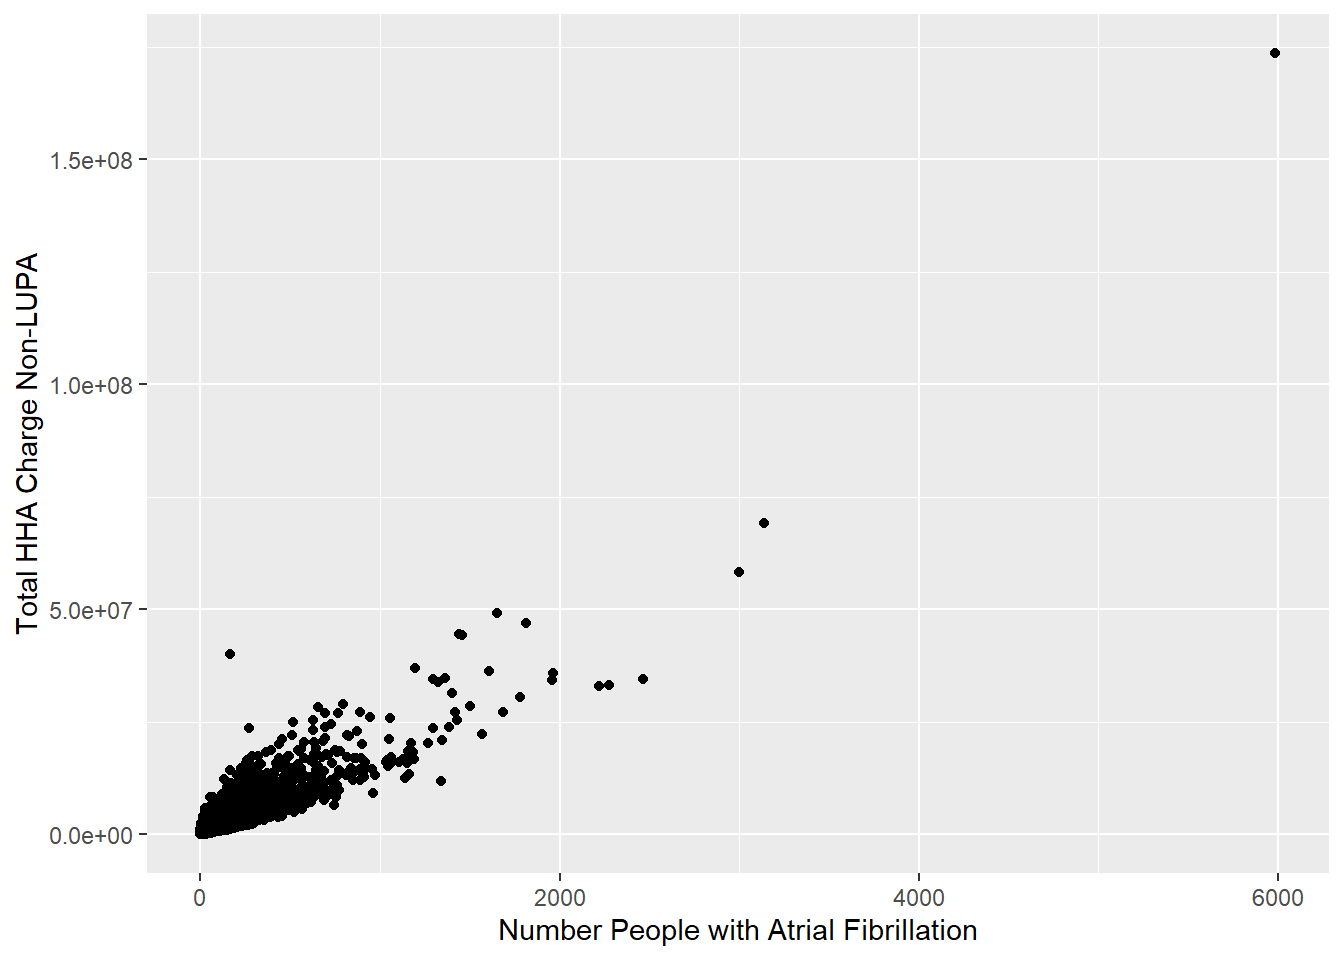 Total HHA Charge Non-LUPA
1.5e+08
1.0e+08
5.0e+07
0.0e+00
0 2000 4000 6000
Number People with Atrial Fibrillation